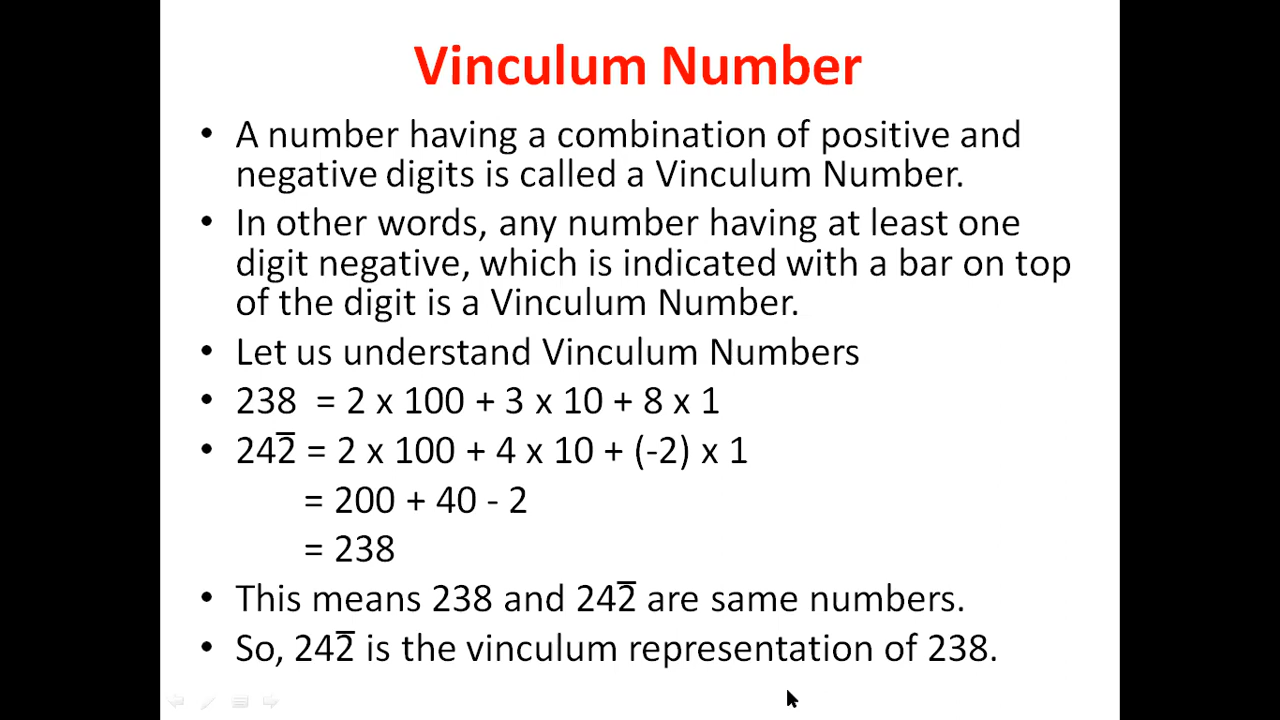 Vinculum Number
• A number having a combination of positive and
negative digits is called a Vinculum Number.
• In other words, any number having at least one
digit negative, which is indicated with a bar on top
of the digit is a Vinculum Number.
• Let us understand Vinculum Numbers
• 238 = 2 x 100 + 3 x 10 + 8 x 1
• 242̅ = 2 x 100 + 4 x 10 + (-2) x 1
= 200 + 40 - 2
= 238
• This means 238 and 242̅ are same numbers.
• So, 242̅ is the vinculum representation of 238.